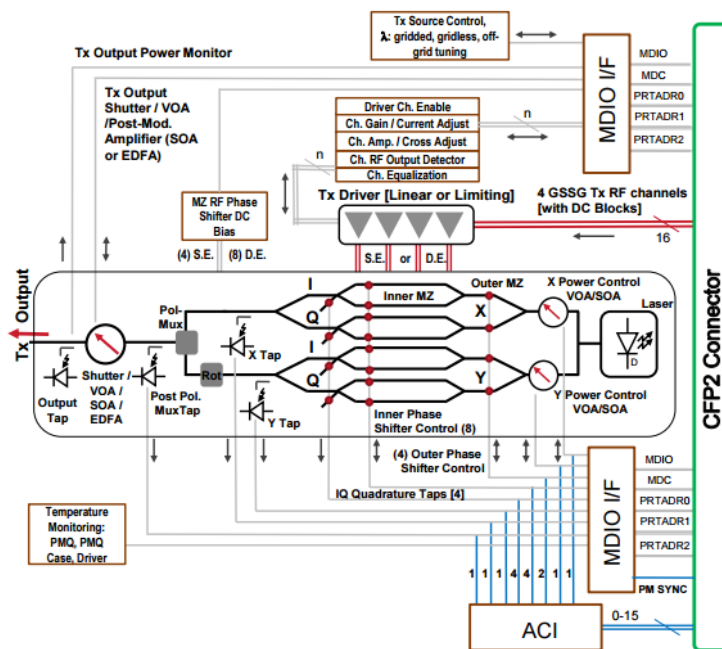 Tx Source Control,
λ: gridded, gridless, off-
grid tuning
Tx Output Power Monitor
MDIO I/F
MDIO
MDC
PRTADR0
PRTADR1
PRTADR2
Tx Output
Shutter / VOA
/Post-Mod.
Amplifier (SOA
or EDFA)
Driver Ch. Enable
Ch. Gain / Current Adjust
Ch. Amp. / Cross Adjust
Ch. RF Output Detector
Ch. Equalization
n
n
Tx Driver [Linear or Limiting]
4 GSSG Tx RF channels
[with DC Blocks]
16
MZ RF Phase
Shifter DC
Bias
(4) S.E. (8) D.E.
S.E. or D.E.
CFP2 Connector
Tx Output
Pol-
Mux
I
Q
I
Q
Inner MZ
Outer MZ
X
Y
X Power Control
VOA/SOA
Laser
D
X Tap
Rot
Output
Tap
Shutter /
VOA /
SOA /
EDFA
Post Pol.
MuxTap
Y Tap
Inner Phase
Shifter Control (8)
Y Power Control
VOA/SOA
(4) Outer Phase
Shifter Control
IQ Quadrature Taps [4]
Temperature
Monitoring:
PMQ, PMQ
Case, Driver
MDIO I/F
MDIO
MDC
PRTADR0
PRTADR1
PRTADR2
PM SYNC
1 1 1 4 4 2 1 1
ACI
0-15